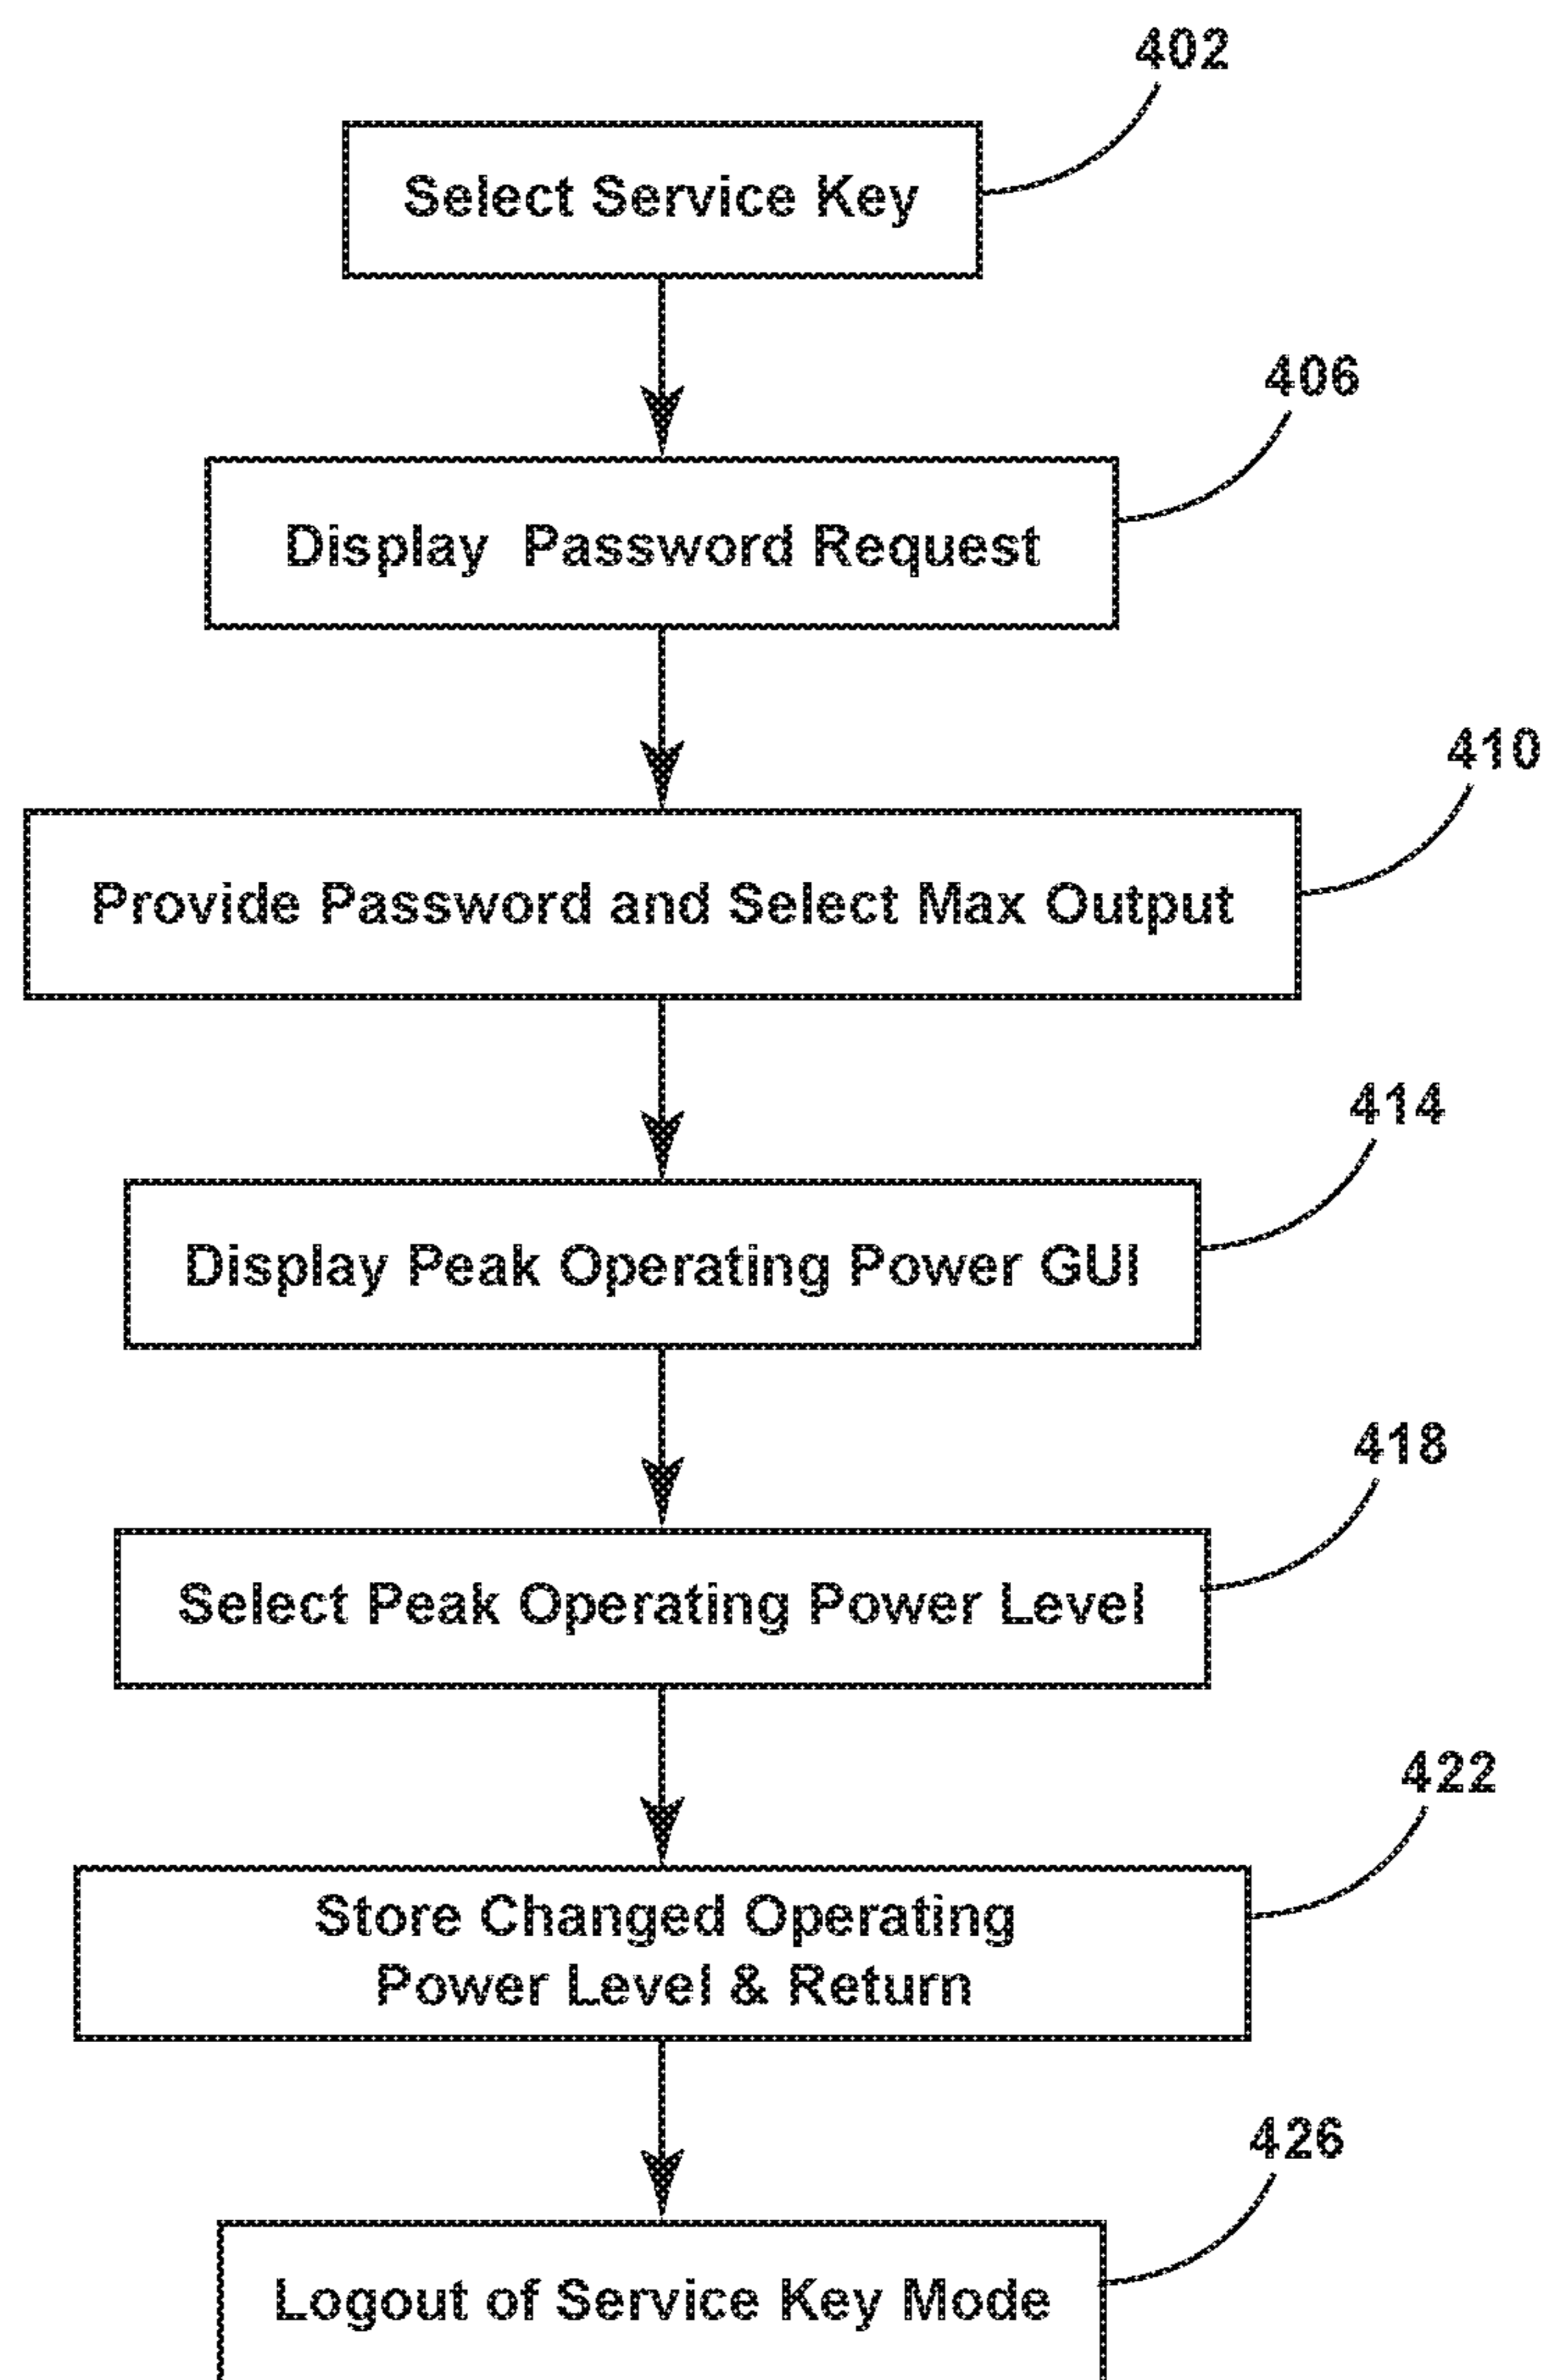 402
Select Service Key
406
Display Password Request
410
Provide Password and Select Max Output
414
Display Peak Operating Power GUI
418
Select Peak Operating Power Level
422
Store Changed Operating
Power Level & Return
426
Logout of Service Key Mode